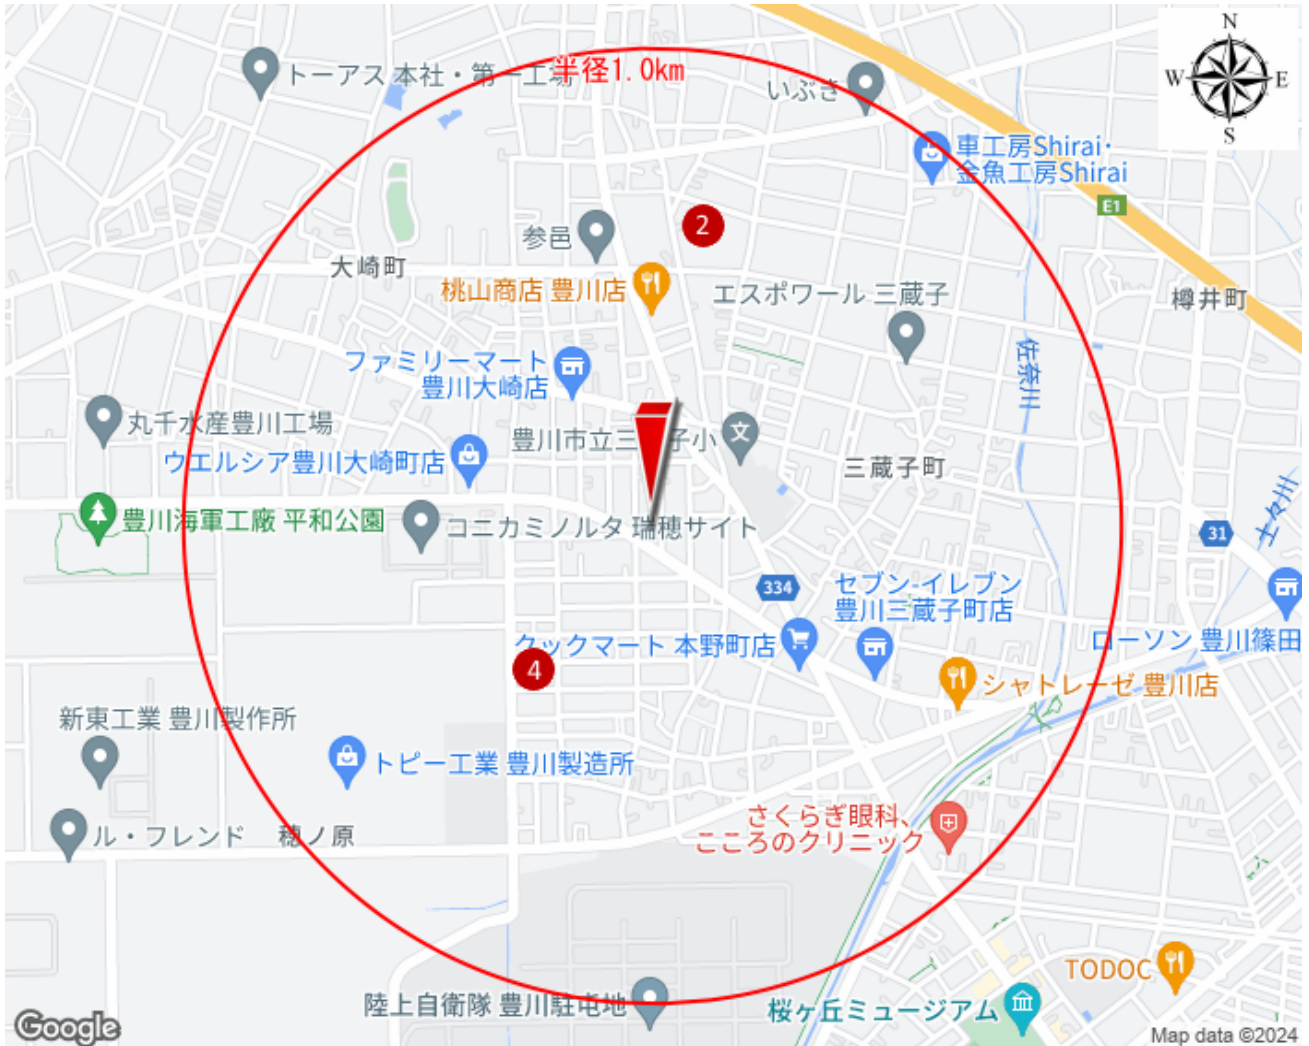 N
W
E
S
半径1.0km
トーアス 本社・第一工場
いぶき
車工房Shirai・
金魚工房Shirai
E1
2
参邑
大崎町
桃山商店 豊川店
エスポワール 三蔵子
樽井町
佐奈川
ファミリーマート
豊川大崎店
丸千水産豊川工場
豊川市立三
子小
文
三蔵子町
ウエルシア豊川大崎町店
豊川海軍工廠 平和公園
コニカミノルタ 瑞穂サイト
31
334
セブン-イレブン
豊川三蔵子町店
クックマート 本野町店
ローソン 豊川篠田
4
シャトレーゼ 豊川店
新東工業 豊川製作所
トピー工業 豊川製造所
さくらぎ眼科、
こころのクリニック
ル・フレンド
穂ノ原
TODOC
陸上自衛隊 豊川駐屯地
桜ヶ丘ミュージアム
Google
Map data ©2024